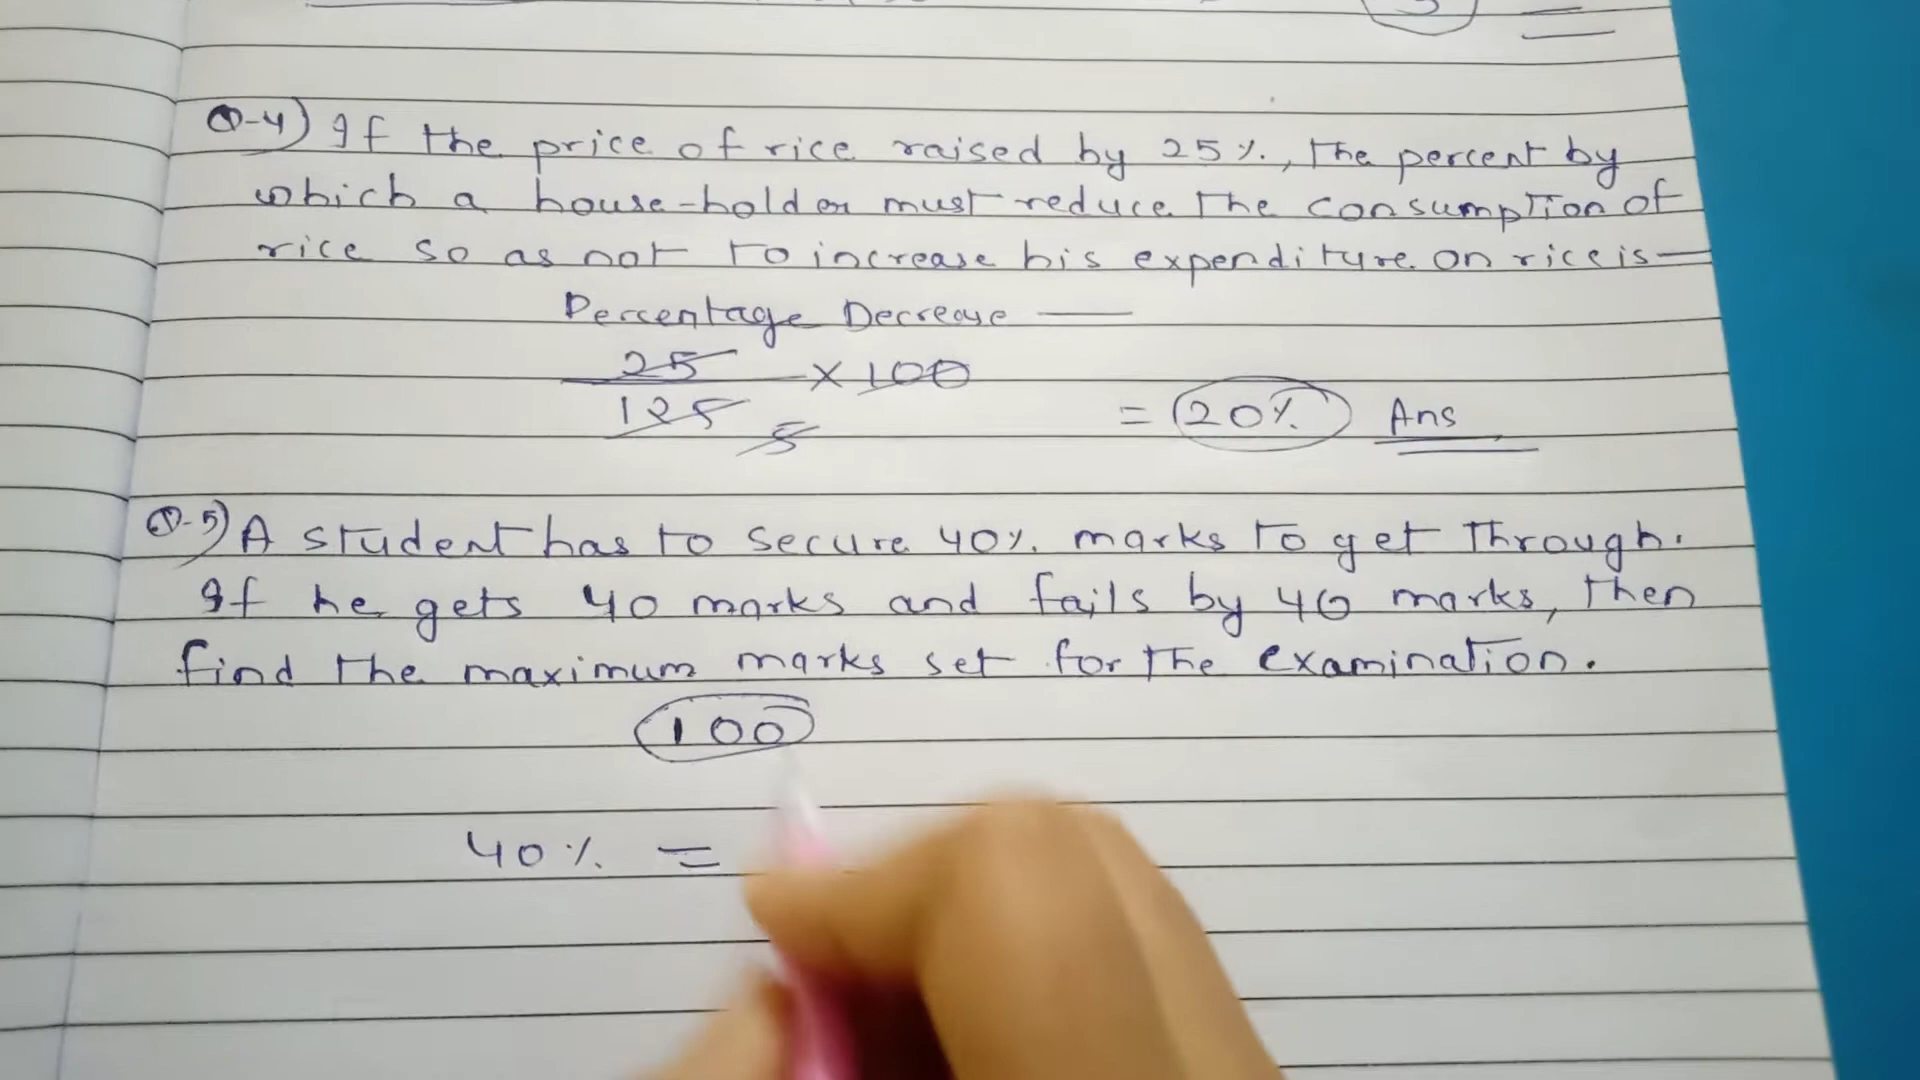 Q-4) If the price of rice raised by 25%, the percent by
which a house-holder must reduce the consumption of
rice so as not to increase his expenditure on rice is—
Percentage Decrease —
25
125 × 100
5
= 20% Ans
Q-5) A student has to secure 40% marks to get through.
If he gets 40 marks and fails by 40 marks, then
find the maximum marks set for the examination.
100
40% =